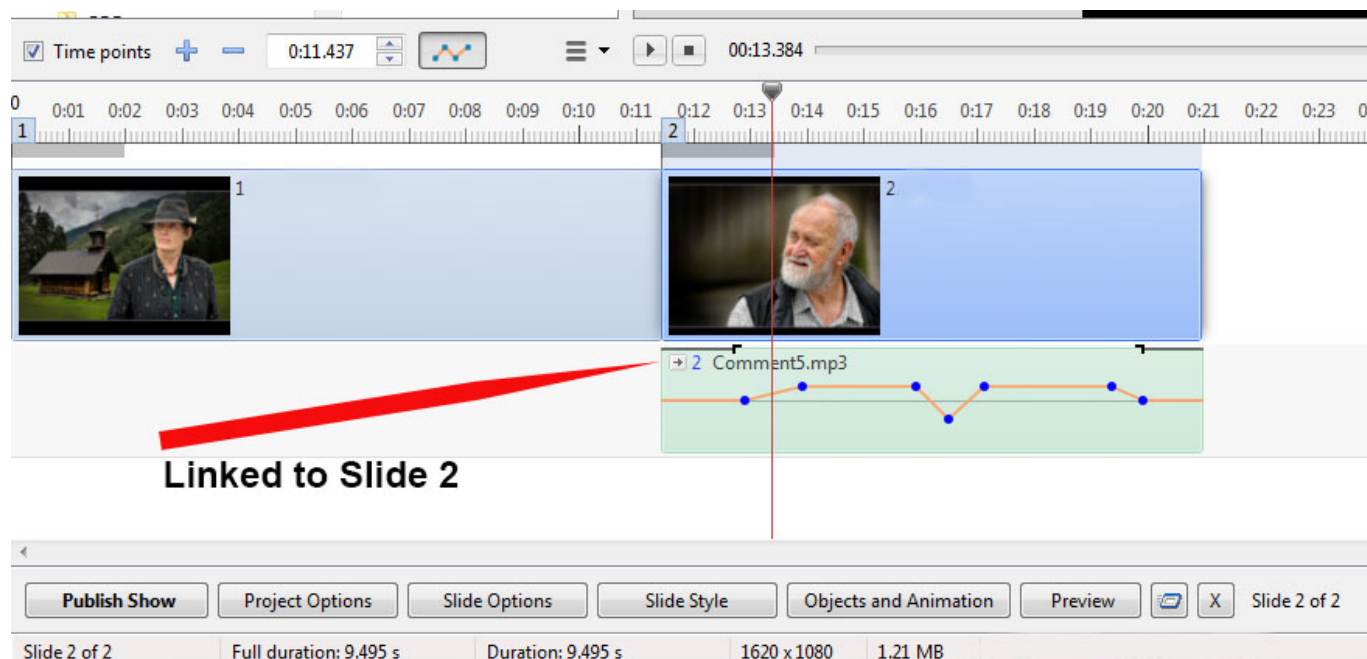 Time points 0:11.437 00:13.384
0 0:01 0:02 0:03 0:04 0:05 0:06 0:07 0:08 0:09 0:10 0:11 0:12 0:13 0:14 0:15 0:16 0:17 0:18 0:19 0:20 0:21 0:22 0:23 0
1 2
1 2
2 Comment5.mp3
Linked to Slide 2
Publish Show Project Options Slide Options Slide Style Objects and Animation Preview X Slide 2 of 2
Slide 2 of 2 Full duration: 9.495 s Duration: 9.495 s 1620 x 1080 1.21 MB